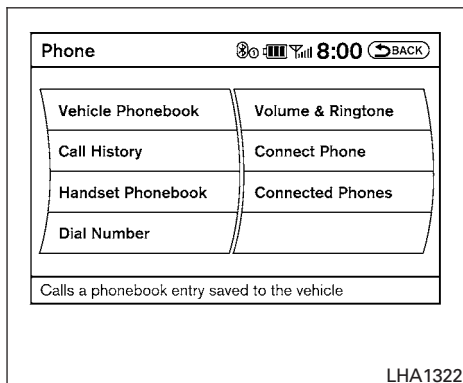 Phone 8:00 BACK
Vehicle Phonebook
Call History
Handset Phonebook
Dial Number
Volume & Ringtone
Connect Phone
Connected Phones
Calls a phonebook entry saved to the vehicle
LHA1322